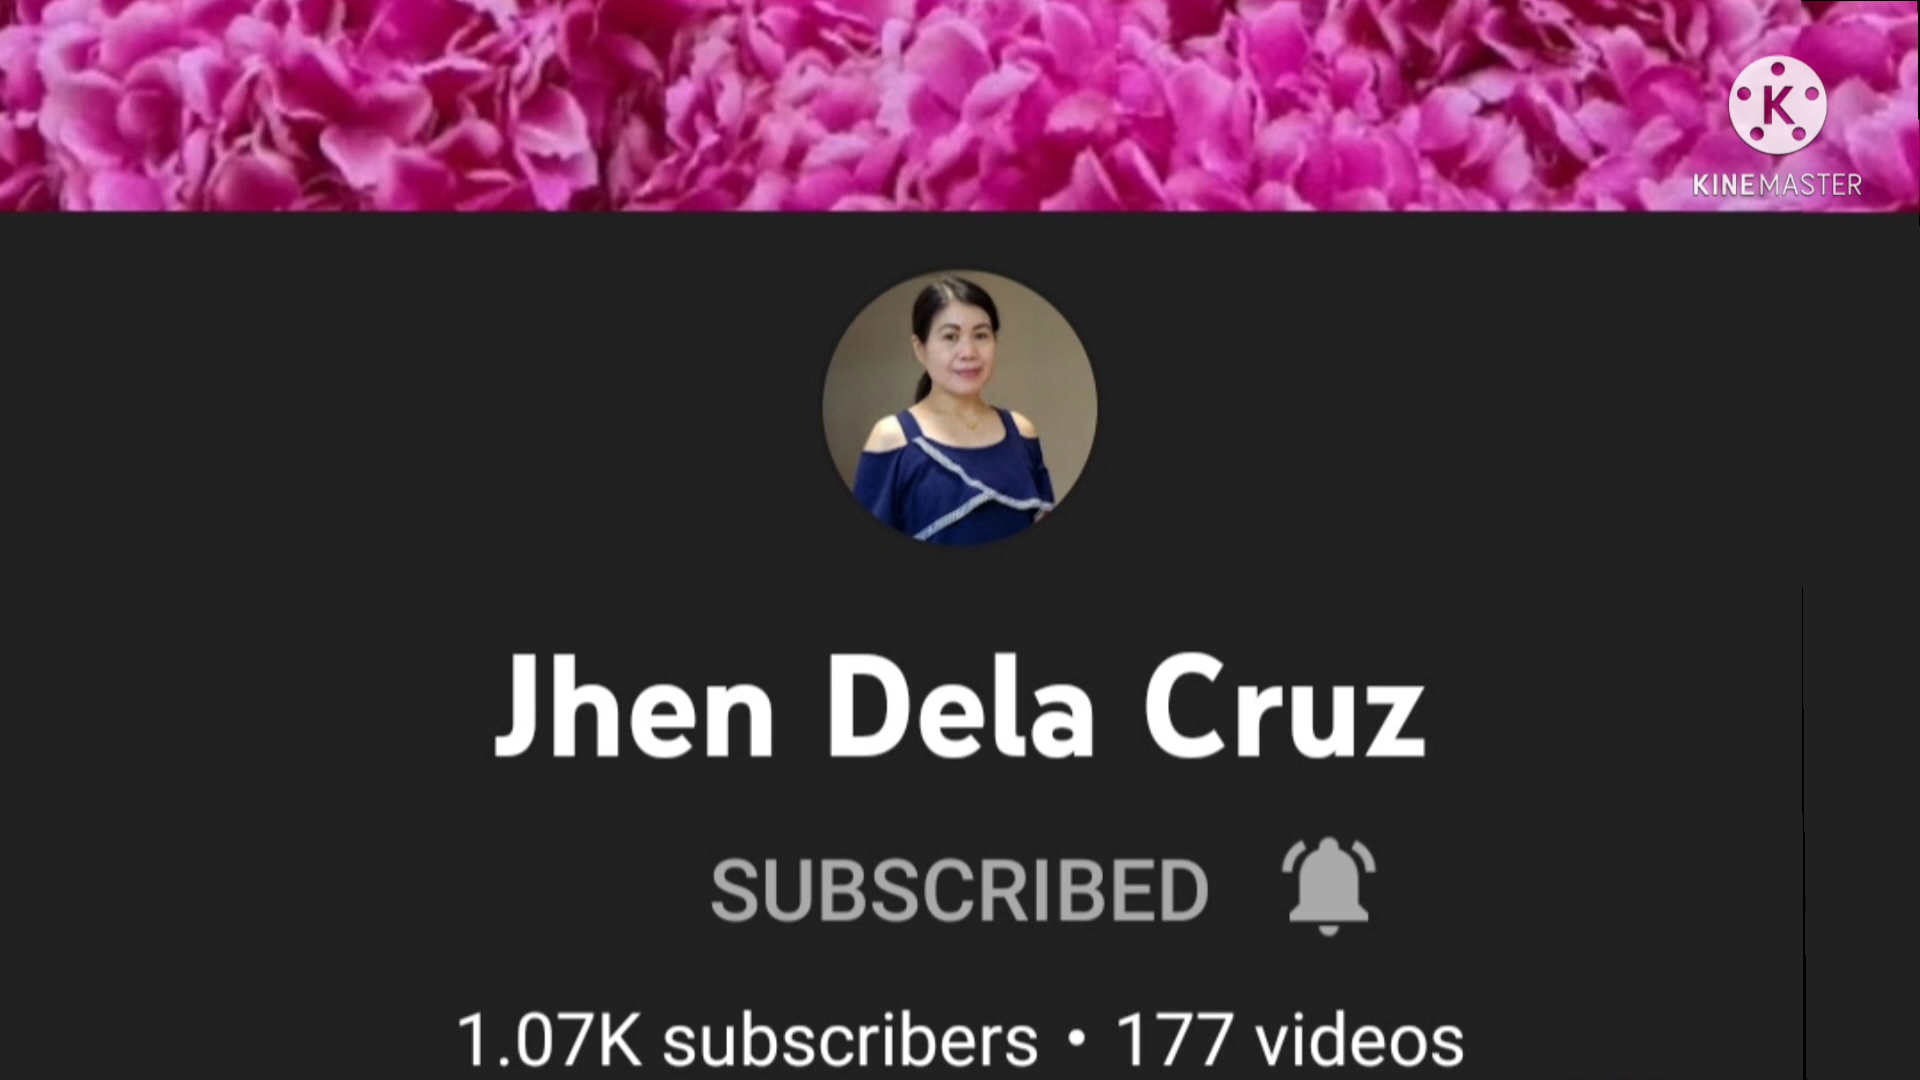 K
KINEMASTER
Jhen Dela Cruz
SUBSCRIBED
1.07K subscribers • 177 videos